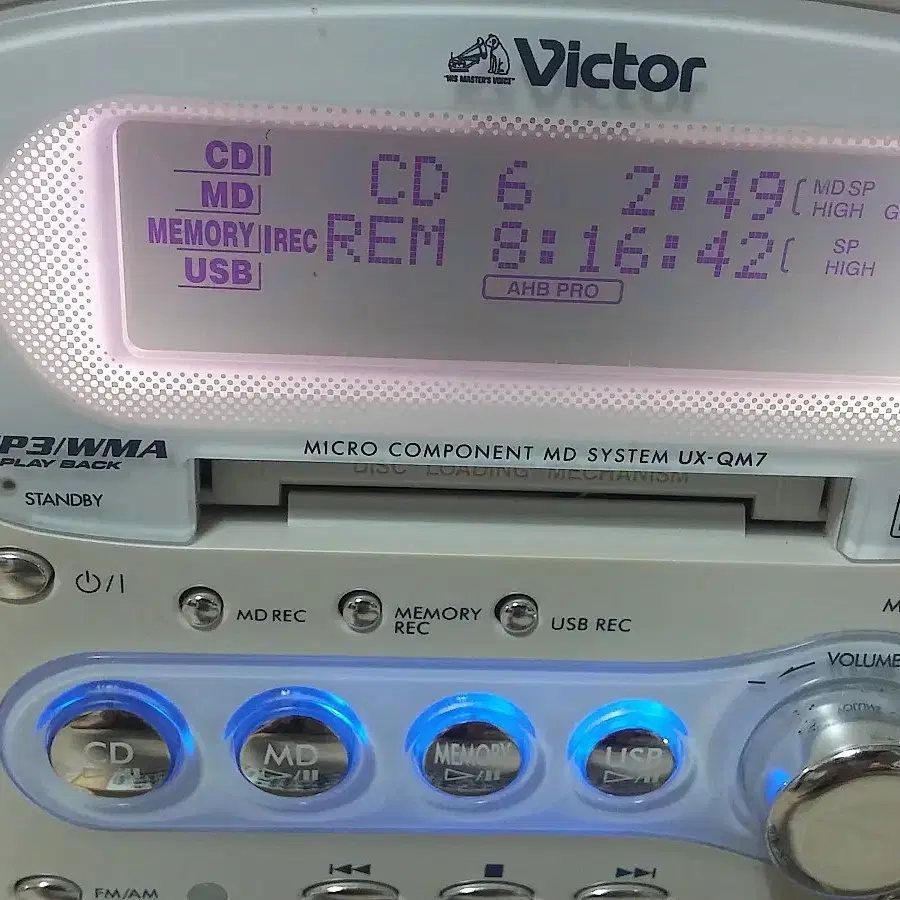 "HIS MASTER'S VOICE" Victor
CD CD 6 2:49 MD SP
HIGH
MD
MEMORY REC REM 8:16:42 SP
HIGH
USB
AHB PRO
P3/WMA
PLAY BACK
MICRO COMPONENT MD SYSTEM UX-QM7
DISC LOADING MECHANISM
STANDBY
⏻/I
MD REC
MEMORY
REC
USB REC
VOLUME
CD
MD
MEMORY
USB
FM/AM